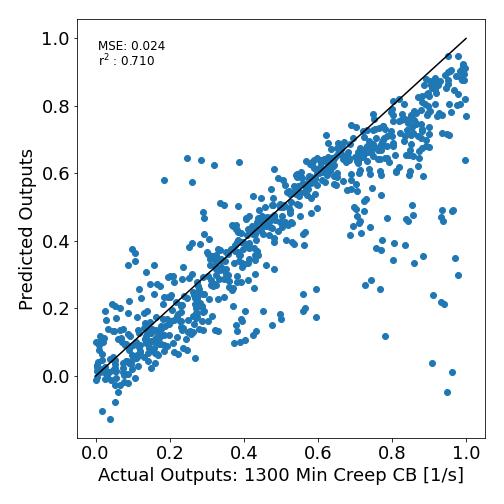 MSE: 0.024
r² : 0.710
1.0
0.8
0.6
0.4
0.2
0.0
Predicted Outputs
0.0 0.2 0.4 0.6 0.8 1.0
Actual Outputs: 1300 Min Creep CB [1/s]